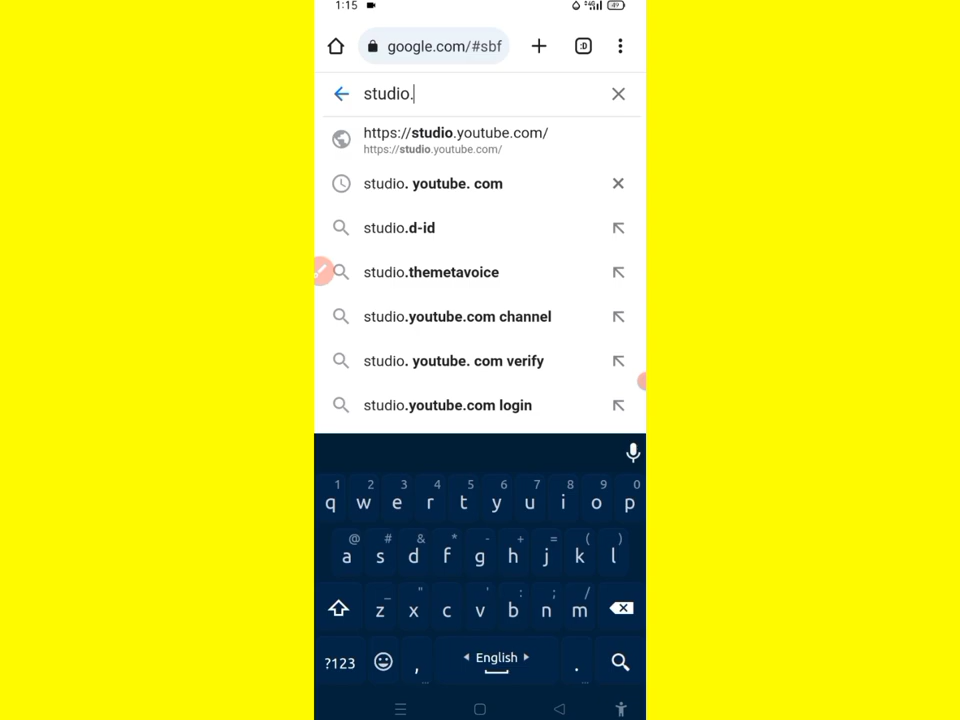 1:15
49
google.com/#sbf
:D
studio.
https://studio.youtube.com/
https://studio.youtube.com/
studio. youtube. com
studio.d-id
studio.themetavoice
studio.youtube.com channel
studio. youtube. com verify
studio.youtube.com login
1 2 3 4 5 6 7 8 9 0
q w e r t y u i o p
@ # & * - + = ( )
a s d f g h j k l
_ " ' : ; /
z x c v b n m
?123 , English .